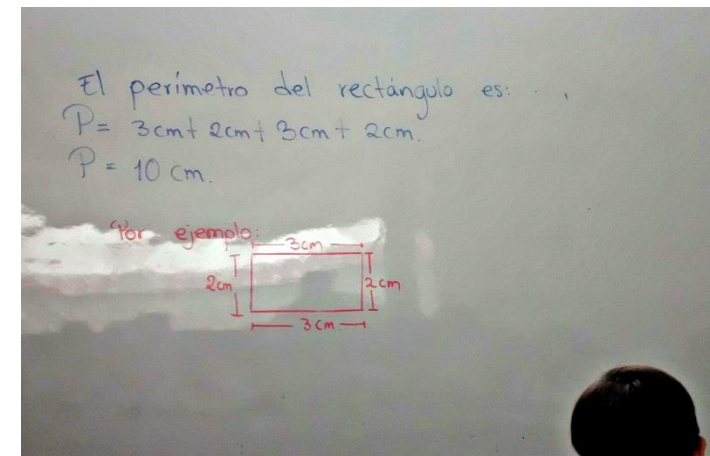 El perímetro del rectángulo es:
P= 3cm+ 2cm+ 3cm+ 2cm.
P= 10 cm.
Por ejemplo:
3cm
2cm
2cm
3cm